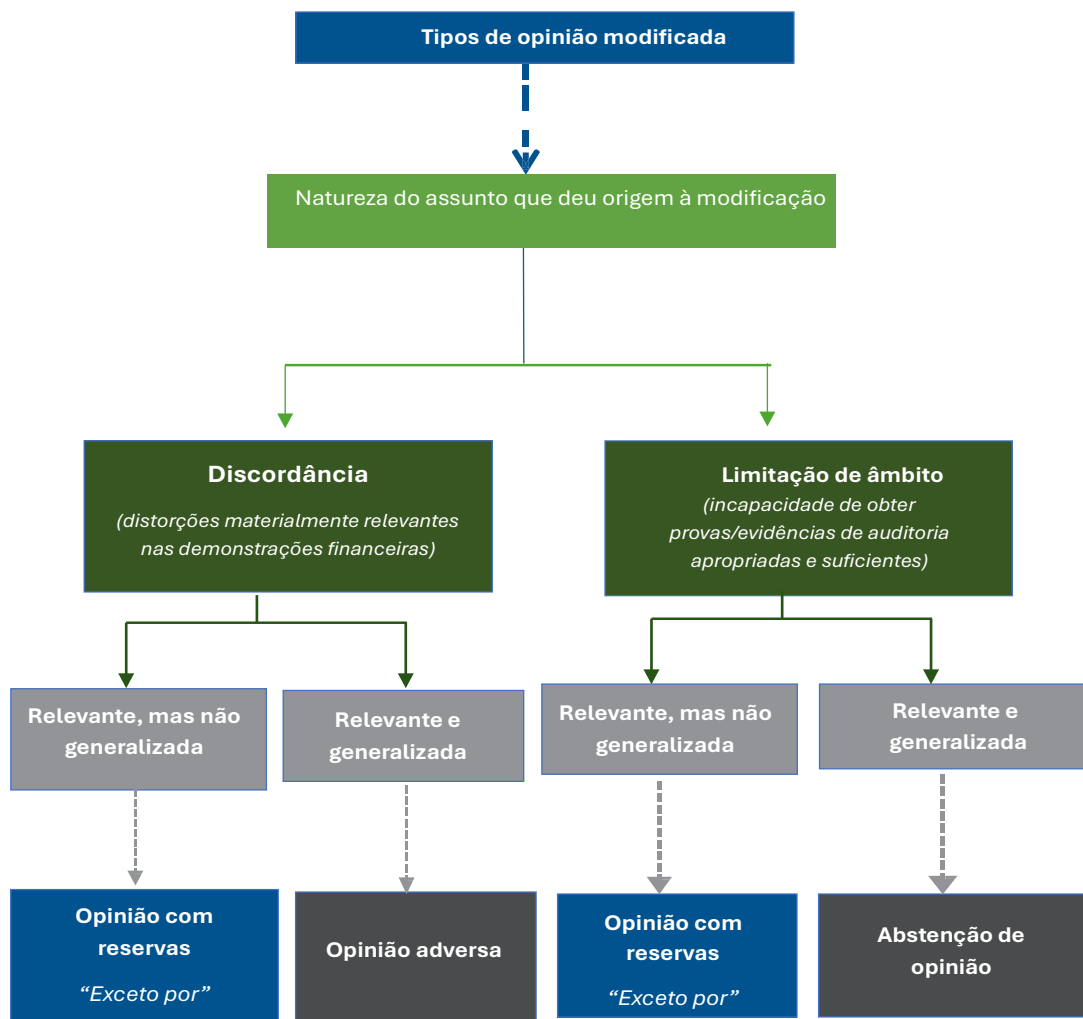 Tipos de opinião modificada
Natureza do assunto que deu origem à modificação
Discordância
(distorções materialmente relevantes
nas demonstrações financeiras)
Limitação de âmbito
(incapacidade de obter
provas/evidências de auditoria
apropriadas e suficientes)
Relevante, mas não
generalizada
Relevante e
generalizada
Relevante, mas não
generalizada
Relevante e
generalizada
Opinião com
reservas
“Exceto por”
Opinião adversa
Opinião com
reservas
“Exceto por”
Abstenção de
opinião